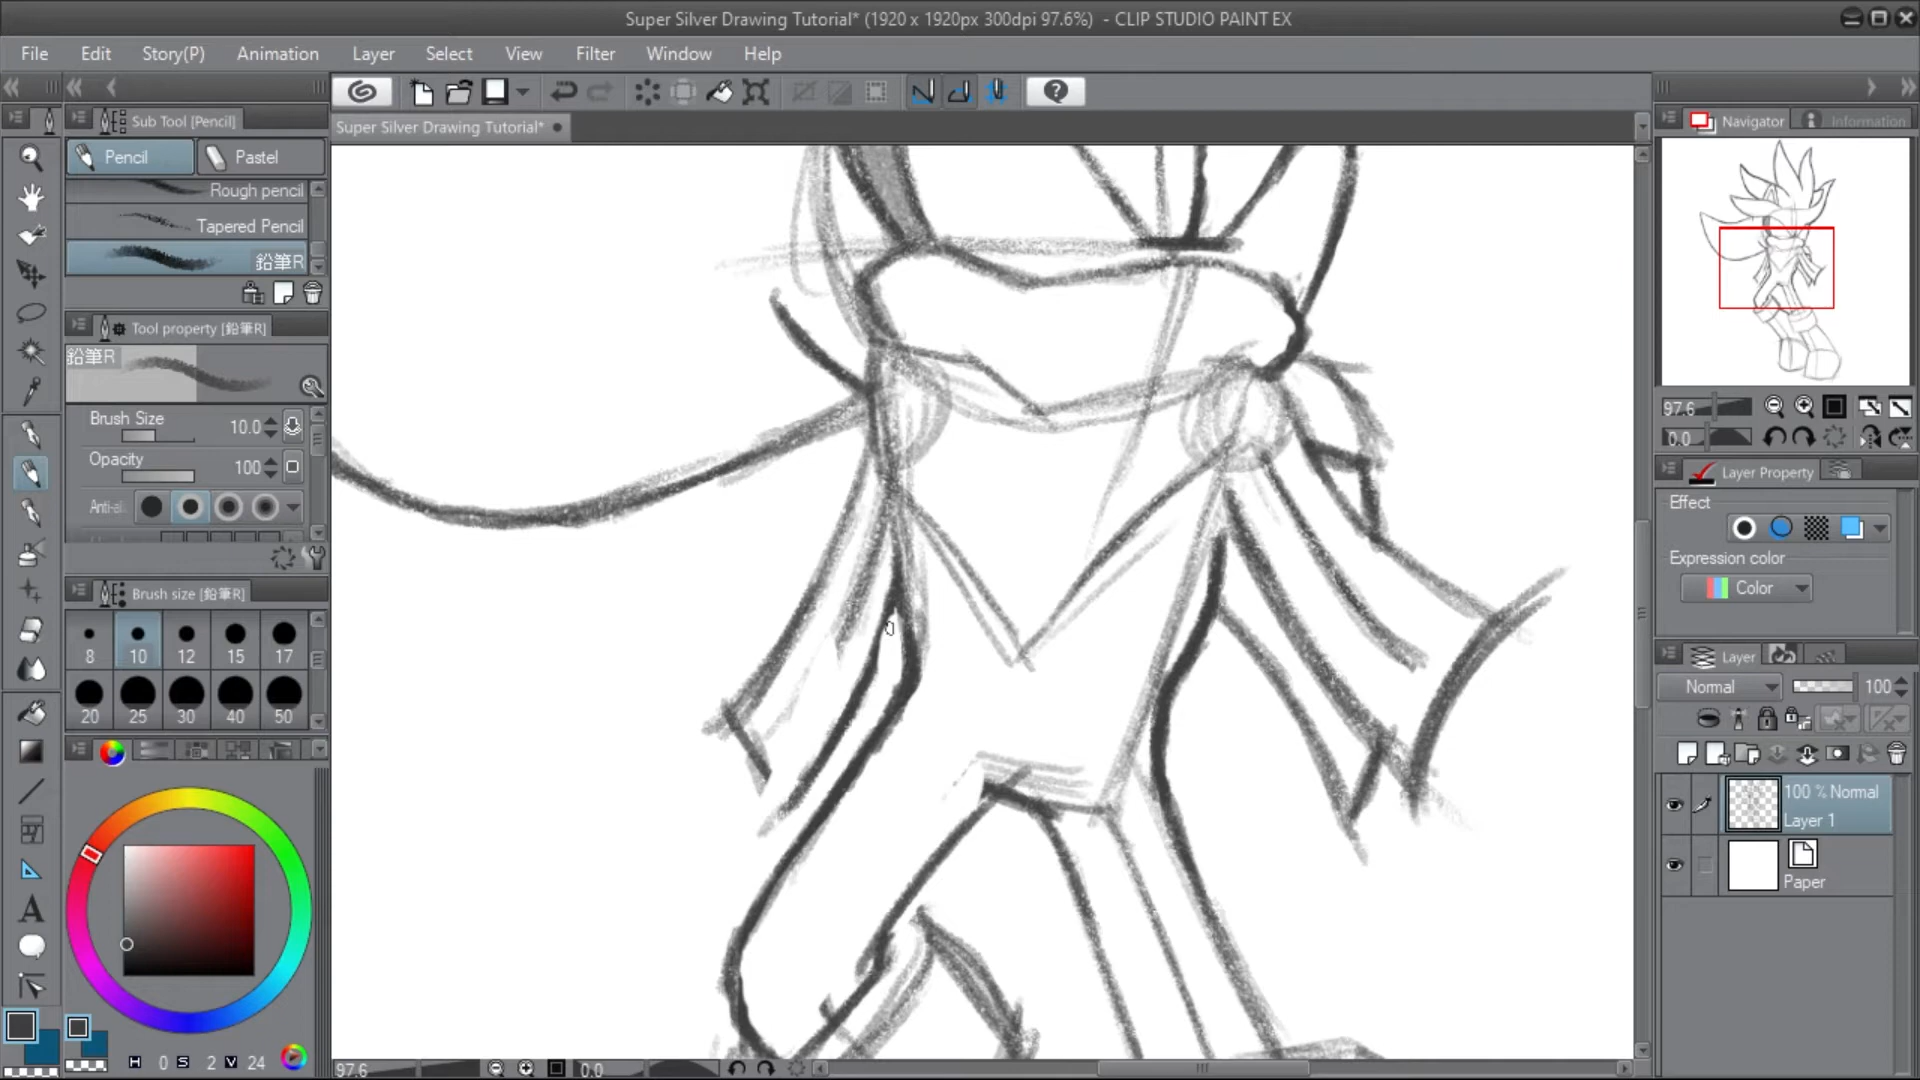 Super Silver Drawing Tutorial* (1920 x 1920px 300dpi 97.6%) - CLIP STUDIO PAINT EX
File Edit Story(P) Animation Layer Select View Filter Window Help
Sub Tool [Pencil]
Pencil Pastel
Rough pencil
Tapered Pencil
鉛筆R
Tool property [鉛筆R]
鉛筆R
Brush Size 10.0
Opacity 100
Anti-al
Brush size [鉛筆R]
8 10 12 15 17
20 25 30 40 50
H 0 S 2 V 24
Super Silver Drawing Tutorial*
97.6 0.0
Navigator Information
97.6
0.0
Layer Property
Effect
Expression color
Color
Layer
Normal 100
100 % Normal
Layer 1
Paper